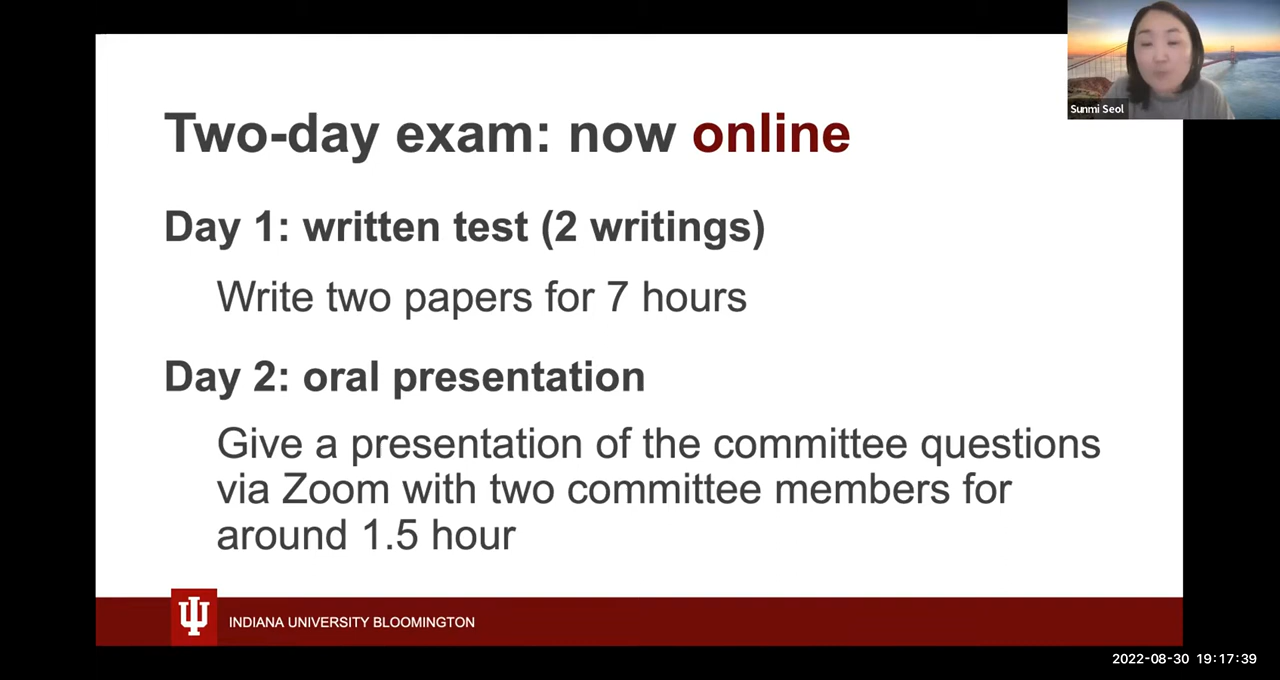 Two-day exam: now online
Day 1: written test (2 writings)
Write two papers for 7 hours
Day 2: oral presentation
Give a presentation of the committee questions
via Zoom with two committee members for
around 1.5 hour
INDIANA UNIVERSITY BLOOMINGTON
Sunmi Seol
2022-08-30 19:17:39